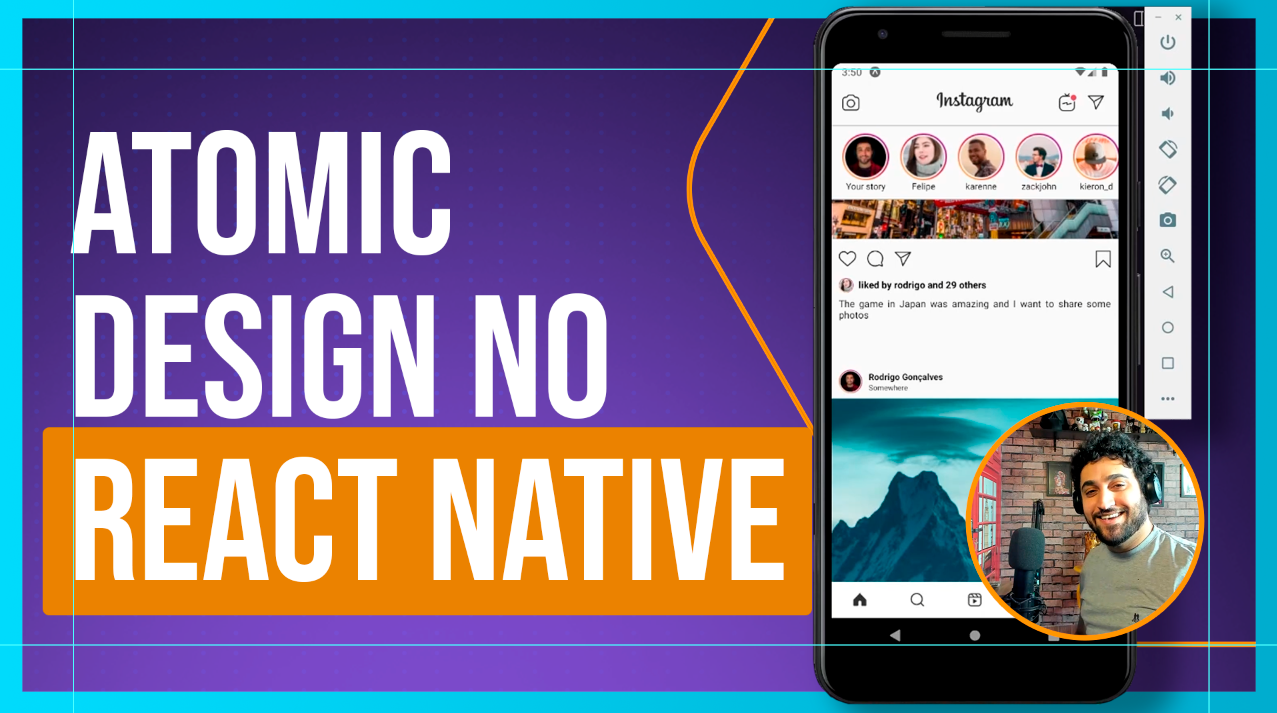 ATOMIC
DESIGN NO
REACT NATIVE
3:50
Instagram
Your story Felipe karenne zackjohn kieron_d
liked by rodrigo and 29 others
The game in Japan was amazing and I want to share some
photos
Rodrigo Gonçalves
Somewhere